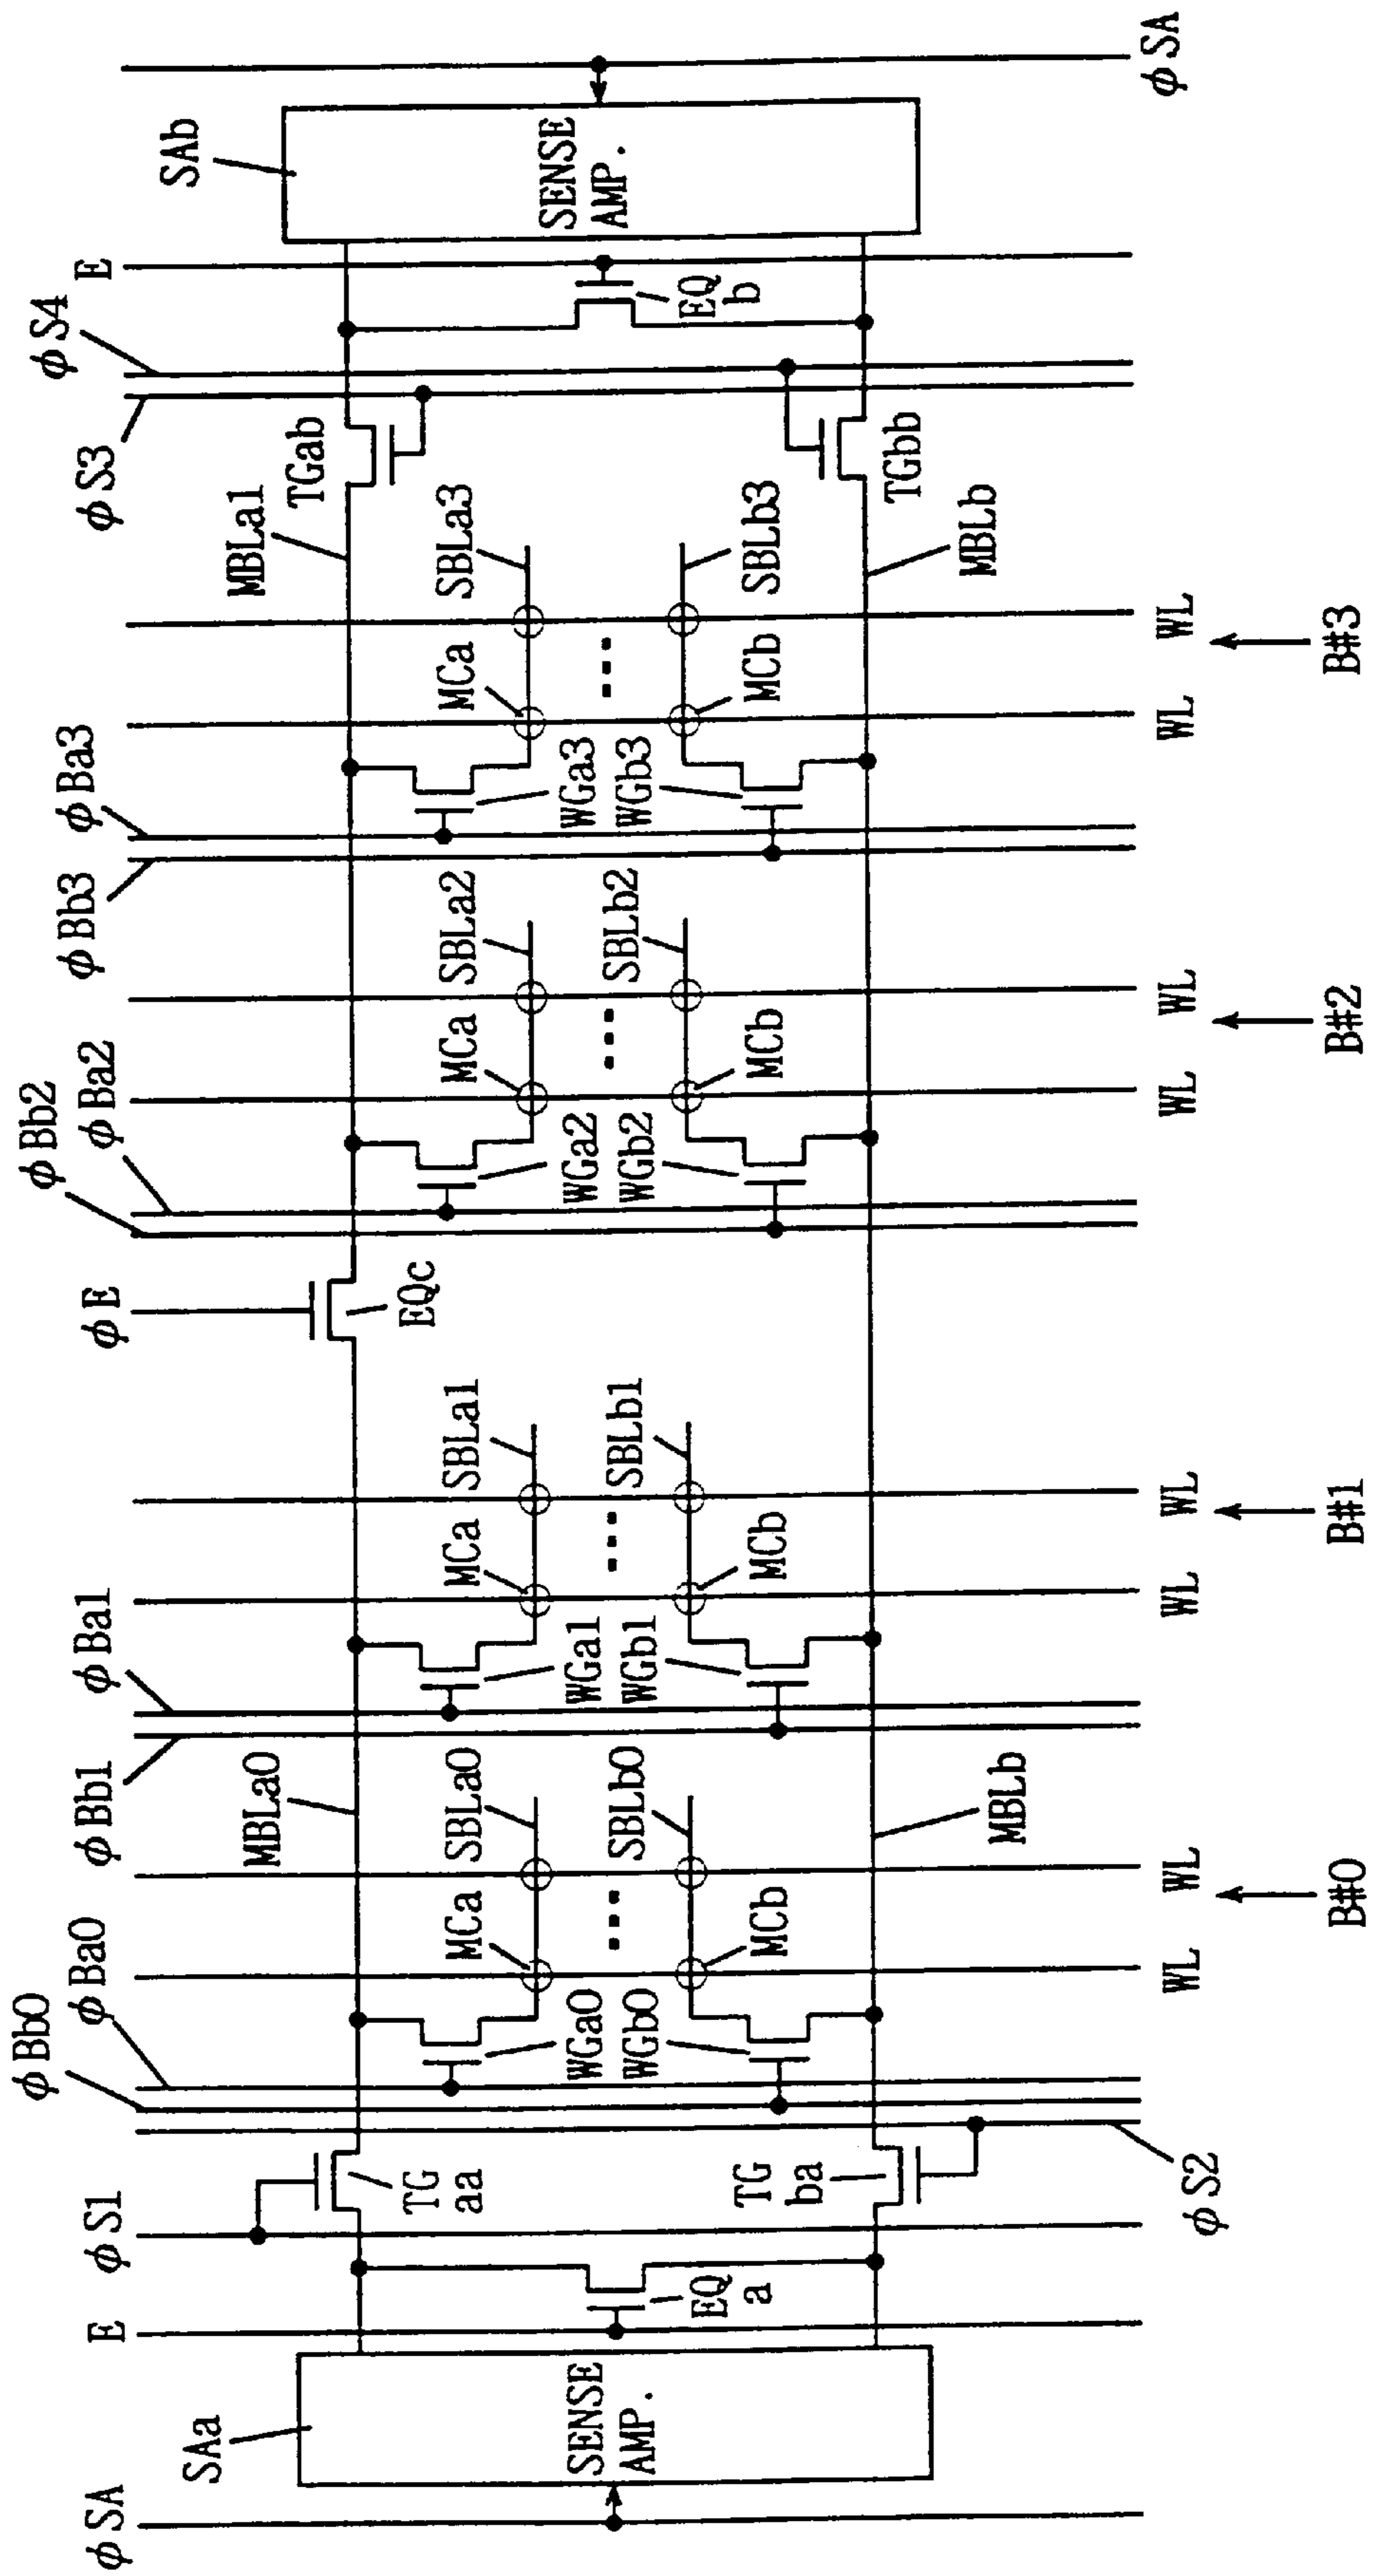 φSA
SAa
SENSE
AMP.
E
EQ
a
φS1
TG
aa
TG
ba
φS2
φBb0
φBa0
WGa0
WGb0
MCa
MCb
SBLa0
SBLb0
MBLa0
MBLb
WL
WL
B#0
φBb1
φBa1
WGa1
WGb1
MCa
MCb
SBLa1
SBLb1
WL
WL
B#1
φE
EQc
φBb2
φBa2
WGa2
WGb2
MCa
MCb
SBLa2
SBLb2
WL
WL
B#2
φBb3
φBa3
WGa3
WGb3
MCa
MCb
SBLa3
SBLb3
MBLa1
MBLb
WL
WL
B#3
TGab
TGbb
φS3
φS4
E
EQ
b
SAb
SENSE
AMP.
φSA